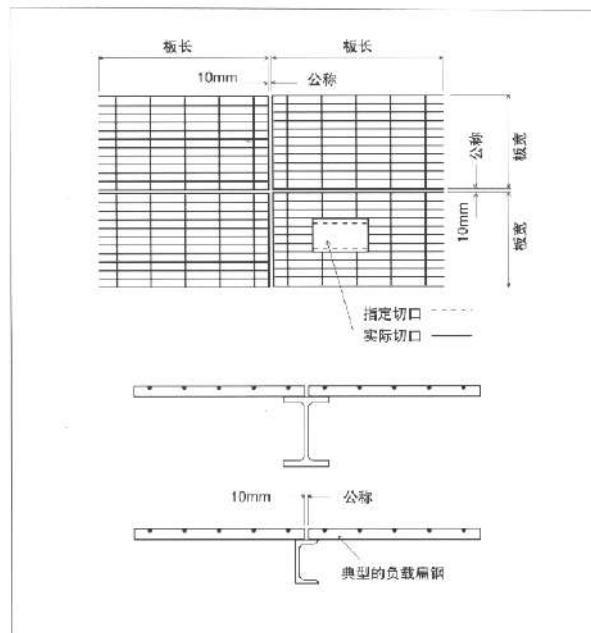 板长 板长
10mm 公称
公称
板宽
10mm
板宽
指定切口
实际切口
10mm 公称
典型的负载扁钢